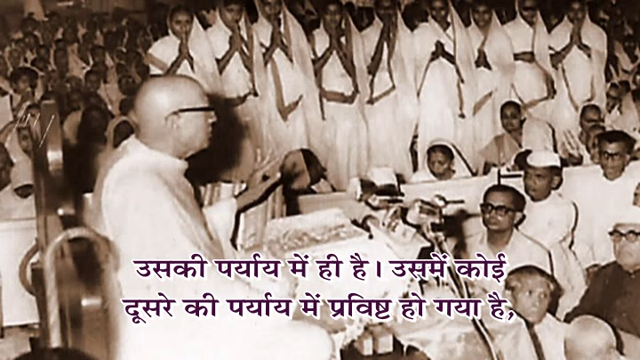 उसकी पर्याय में ही है। उसमें कोई
दूसरे की पर्याय में प्रविष्ट हो गया है,